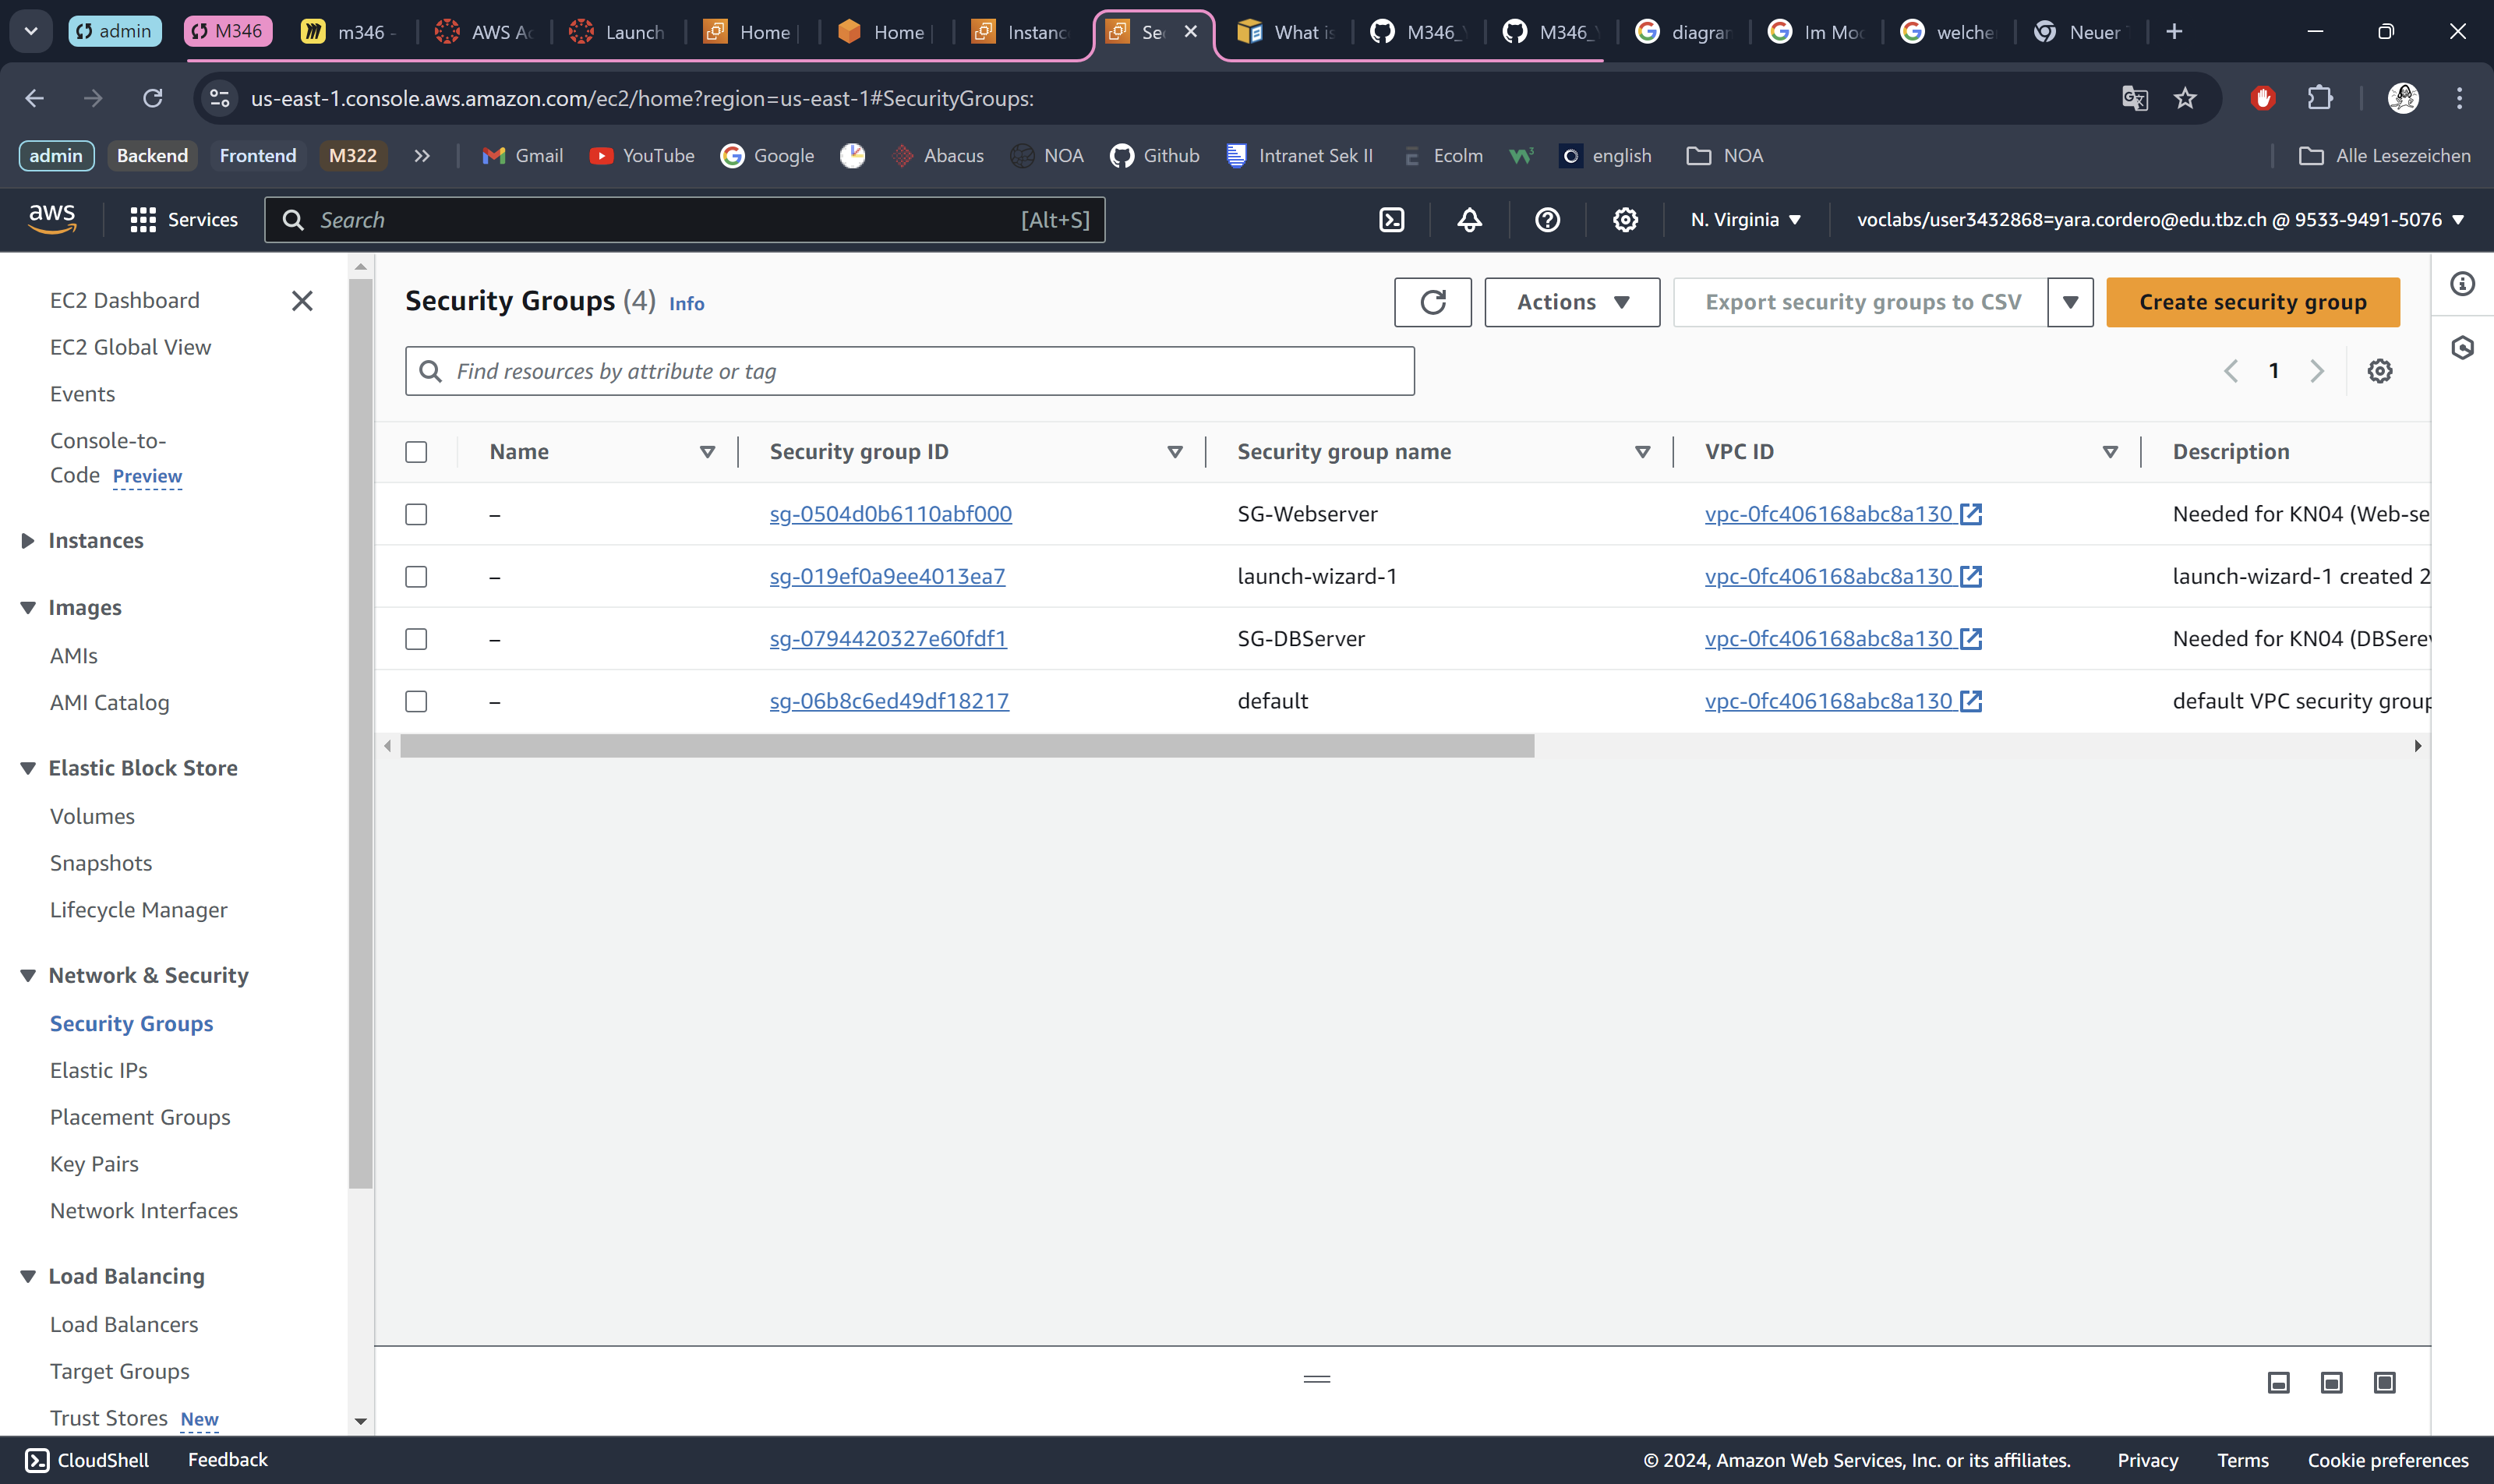 admin
M346
m346 -
AWS Ac
Launch
Home
Home
Instanc
Sec
What is
M346_
M346_
diagran
Im Moc
welche
Neuer
us-east-1.console.aws.amazon.com/ec2/home?region=us-east-1#SecurityGroups:
admin
Backend
Frontend
M322
Gmail
YouTube
Google
Abacus
NOA
Github
Intranet Sek II
Ecolm
english
NOA
Alle Lesezeichen
aws
Services
Search
[Alt+S]
N. Virginia
voclabs/user3432868=yara.cordero@edu.tbz.ch @ 9533-9491-5076
EC2 Dashboard
EC2 Global View
Events
Console-to-
Code Preview
Instances
Images
AMIs
AMI Catalog
Elastic Block Store
Volumes
Snapshots
Lifecycle Manager
Network & Security
Security Groups
Elastic IPs
Placement Groups
Key Pairs
Network Interfaces
Load Balancing
Load Balancers
Target Groups
Trust Stores New
Security Groups (4) Info
Actions
Export security groups to CSV
Create security group
Find resources by attribute or tag
1
Name Security group ID Security group name VPC ID Description
– sg-0504d0b6110abf000 SG-Webserver vpc-0fc406168abc8a130 Needed for KN04 (Web-se
– sg-019ef0a9ee4013ea7 launch-wizard-1 vpc-0fc406168abc8a130 launch-wizard-1 created 2
– sg-0794420327e60fdf1 SG-DBServer vpc-0fc406168abc8a130 Needed for KN04 (DBSerev
– sg-06b8c6ed49df18217 default vpc-0fc406168abc8a130 default VPC security group
CloudShell
Feedback
© 2024, Amazon Web Services, Inc. or its affiliates.
Privacy
Terms
Cookie preferences